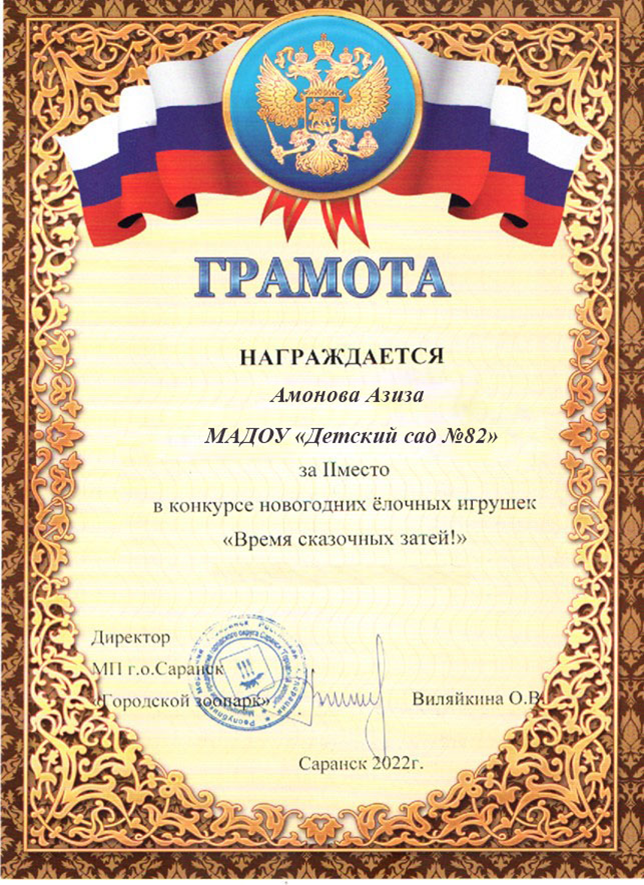 ГРАМОТА
НАГРАЖДАЕТСЯ
Амонова Азиза
МАДОУ «Детский сад №82»
за IIместо
в конкурсе новогодних ёлочных игрушек
«Время сказочных затей!»
Директор
МП г.о.Саранск
«Городской зоопарк»
Виляйкина О.В.
Саранск 2022г.